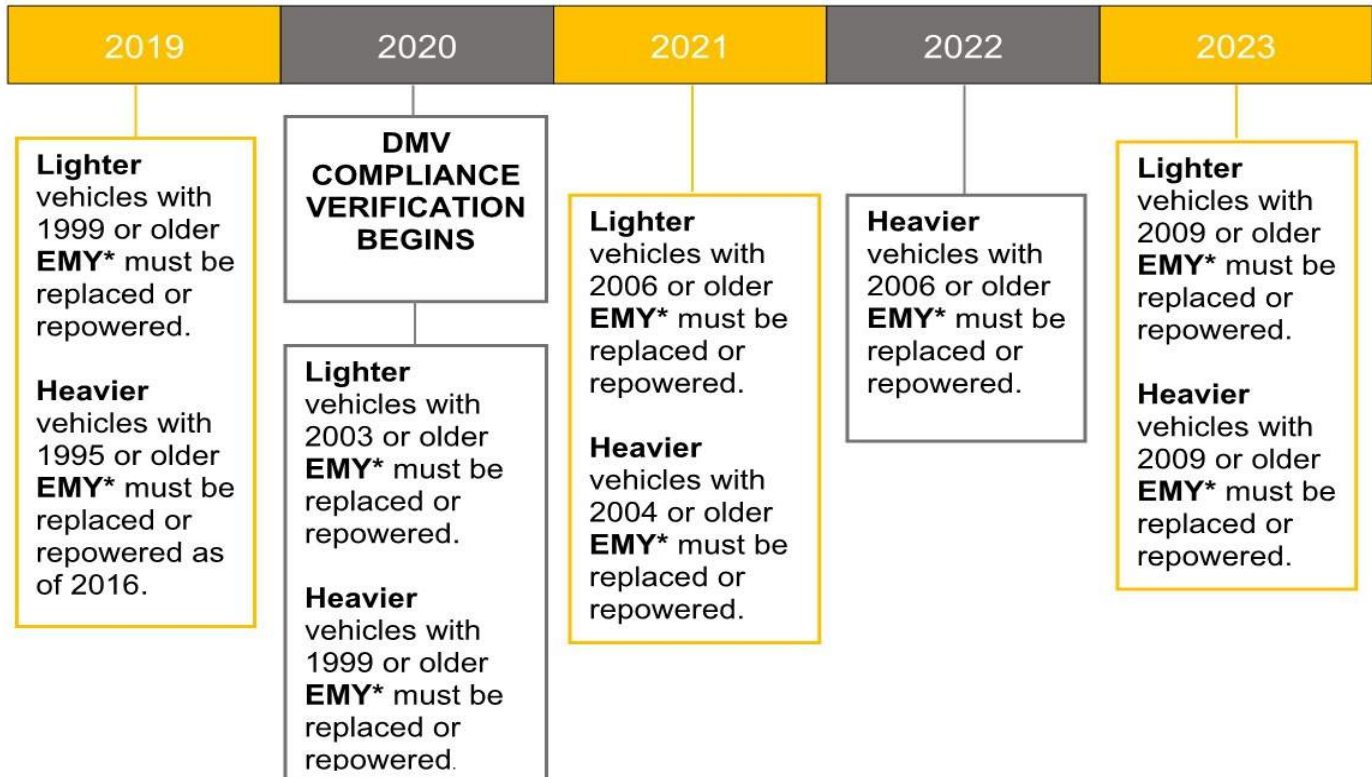 2019
2020
2021
2022
2023
Lighter
vehicles with
1999 or older
EMY* must be
replaced or
repowered.
Heavier
vehicles with
1995 or older
EMY* must be
replaced or
repowered as
of 2016.
DMV
COMPLIANCE
VERIFICATION
BEGINS
Lighter
vehicles with
2003 or older
EMY* must be
replaced or
repowered.
Heavier
vehicles with
1999 or older
EMY* must be
replaced or
repowered.
Lighter
vehicles with
2006 or older
EMY* must be
replaced or
repowered.
Heavier
vehicles with
2004 or older
EMY* must be
replaced or
repowered.
Heavier
vehicles with
2006 or older
EMY* must be
replaced or
repowered.
Lighter
vehicles with
2009 or older
EMY* must be
replaced or
repowered.
Heavier
vehicles with
2009 or older
EMY* must be
replaced or
repowered.